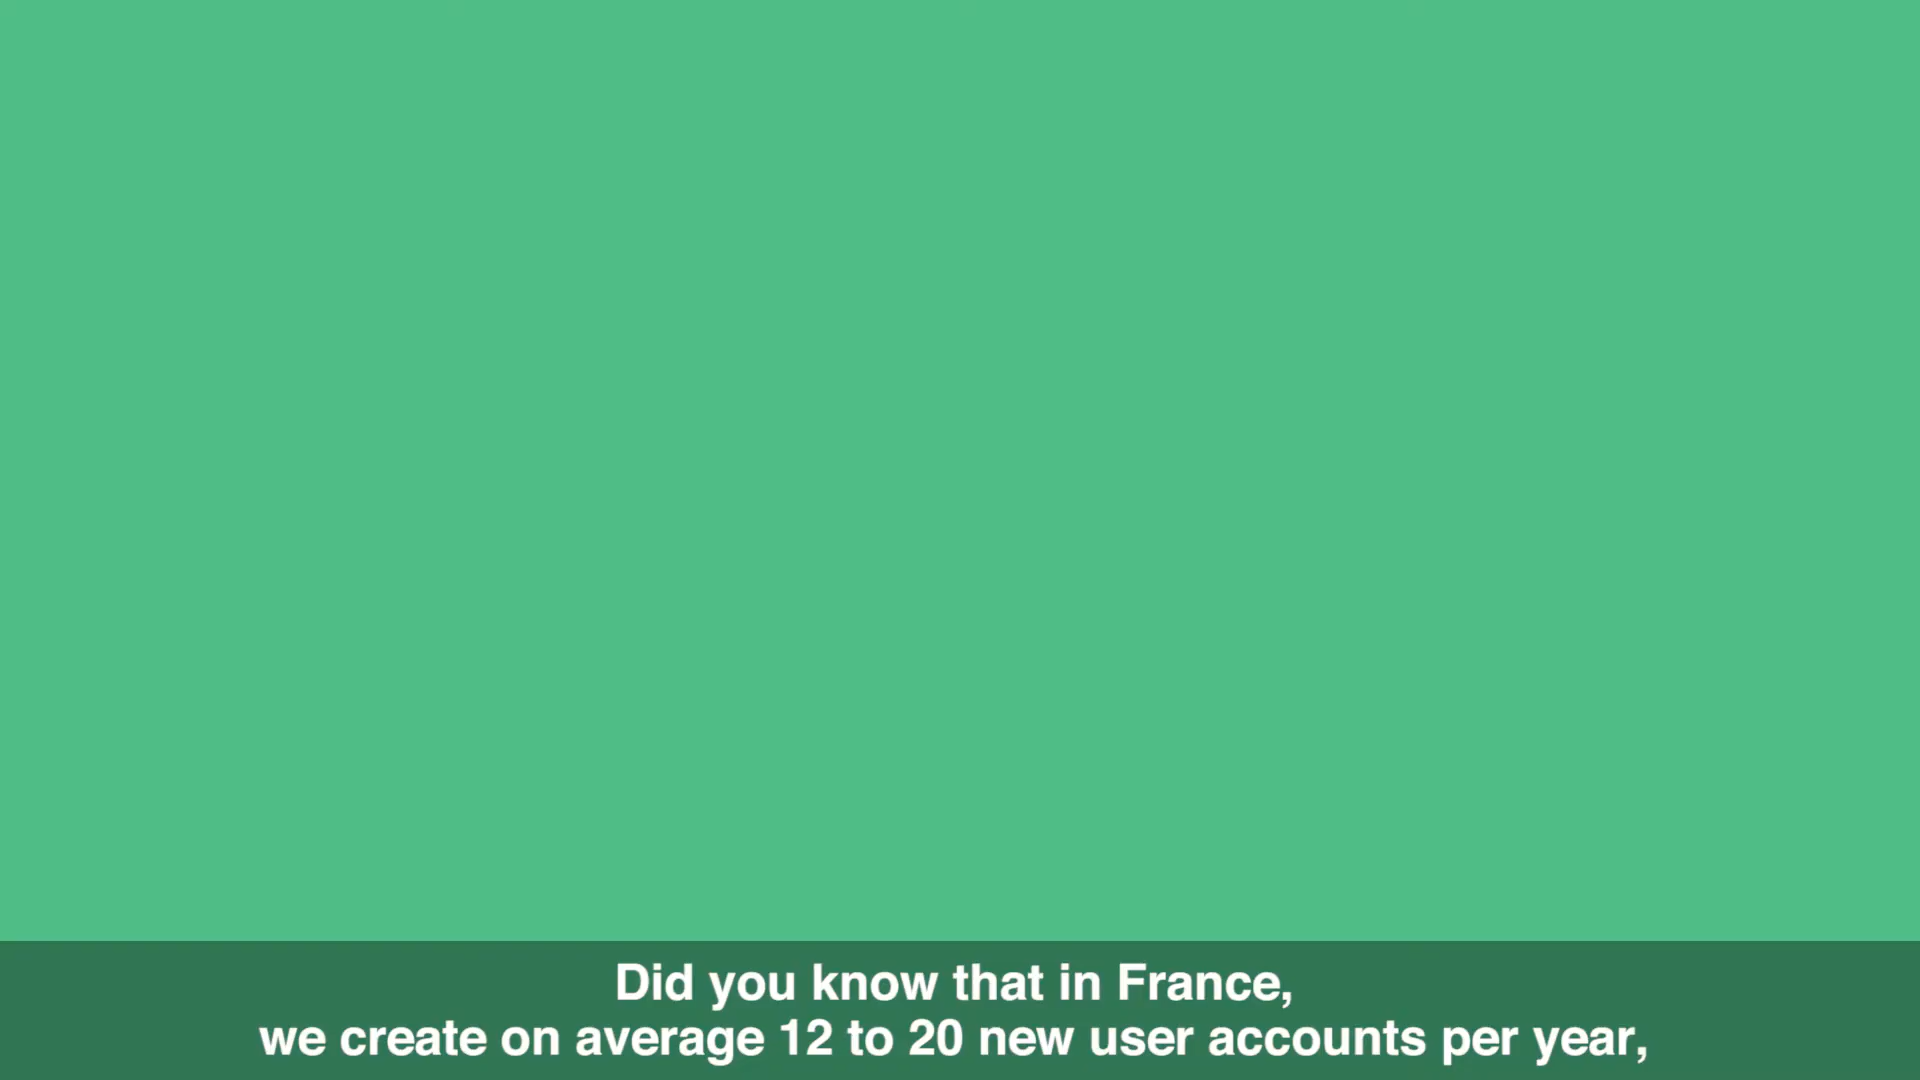 Did you know that in France,
we create on average 12 to 20 new user accounts per year,